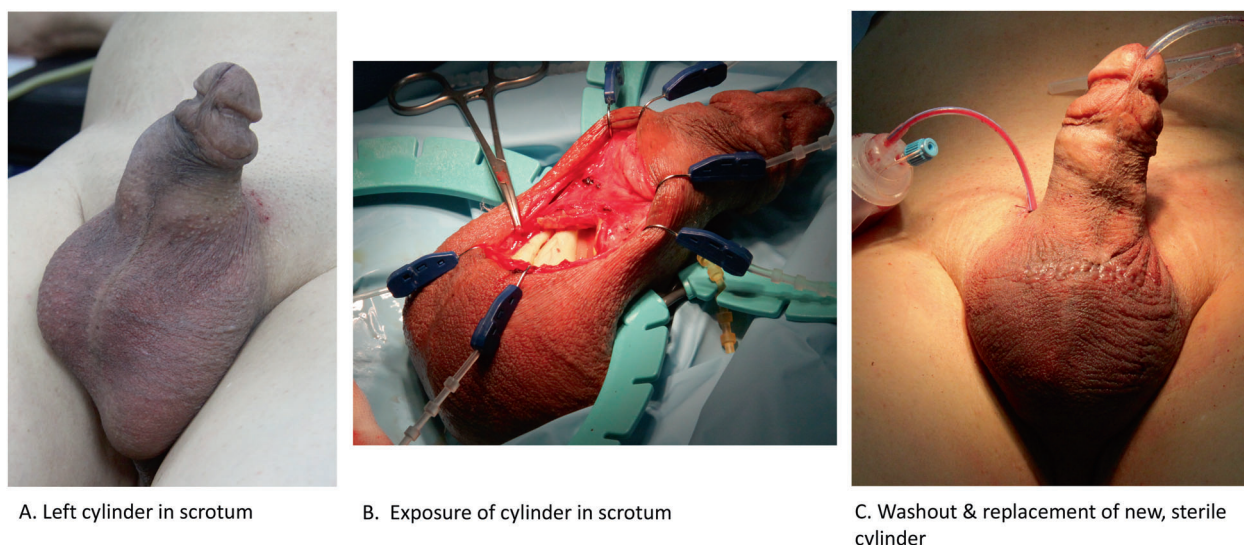 A. Left cylinder in scrotum
B. Exposure of cylinder in scrotum
C. Washout & replacement of new, sterile
cylinder